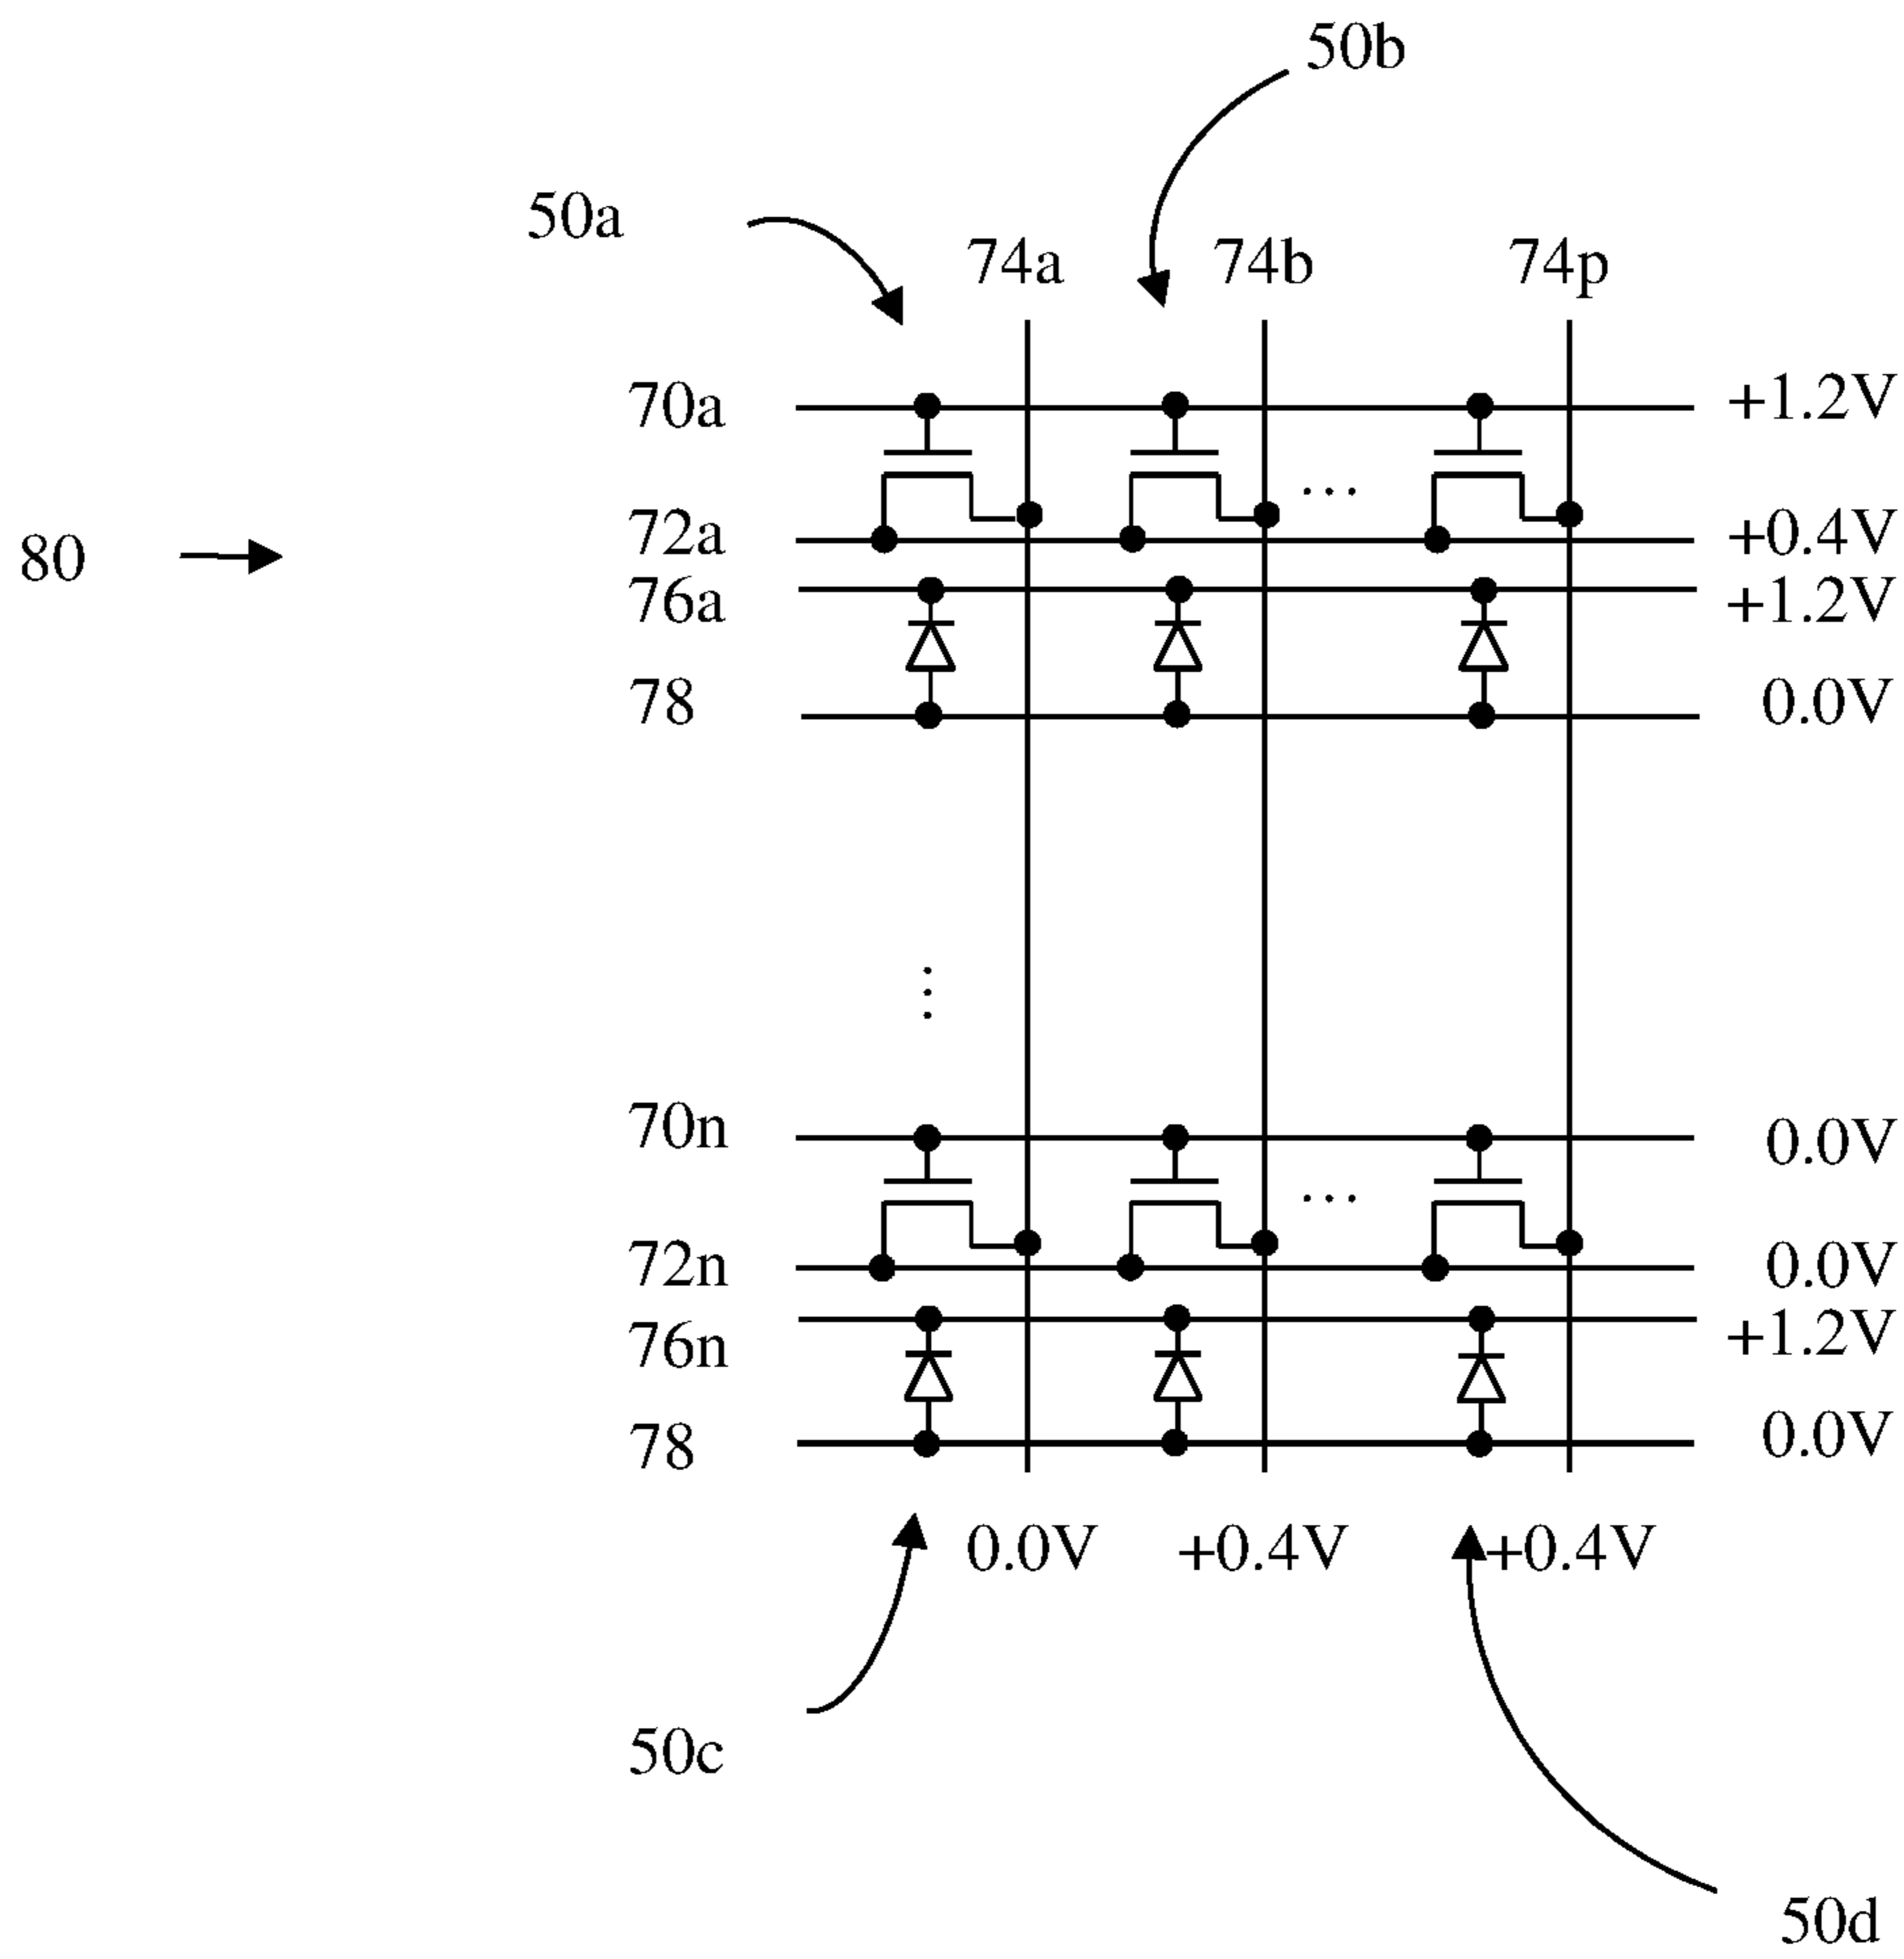 50b
50a
74a 74b 74p
70a +1.2V
72a +0.4V
80
76a +1.2V
78 0.0V
70n 0.0V
72n 0.0V
76n +1.2V
78 0.0V
0.0V +0.4V +0.4V
50c
50d